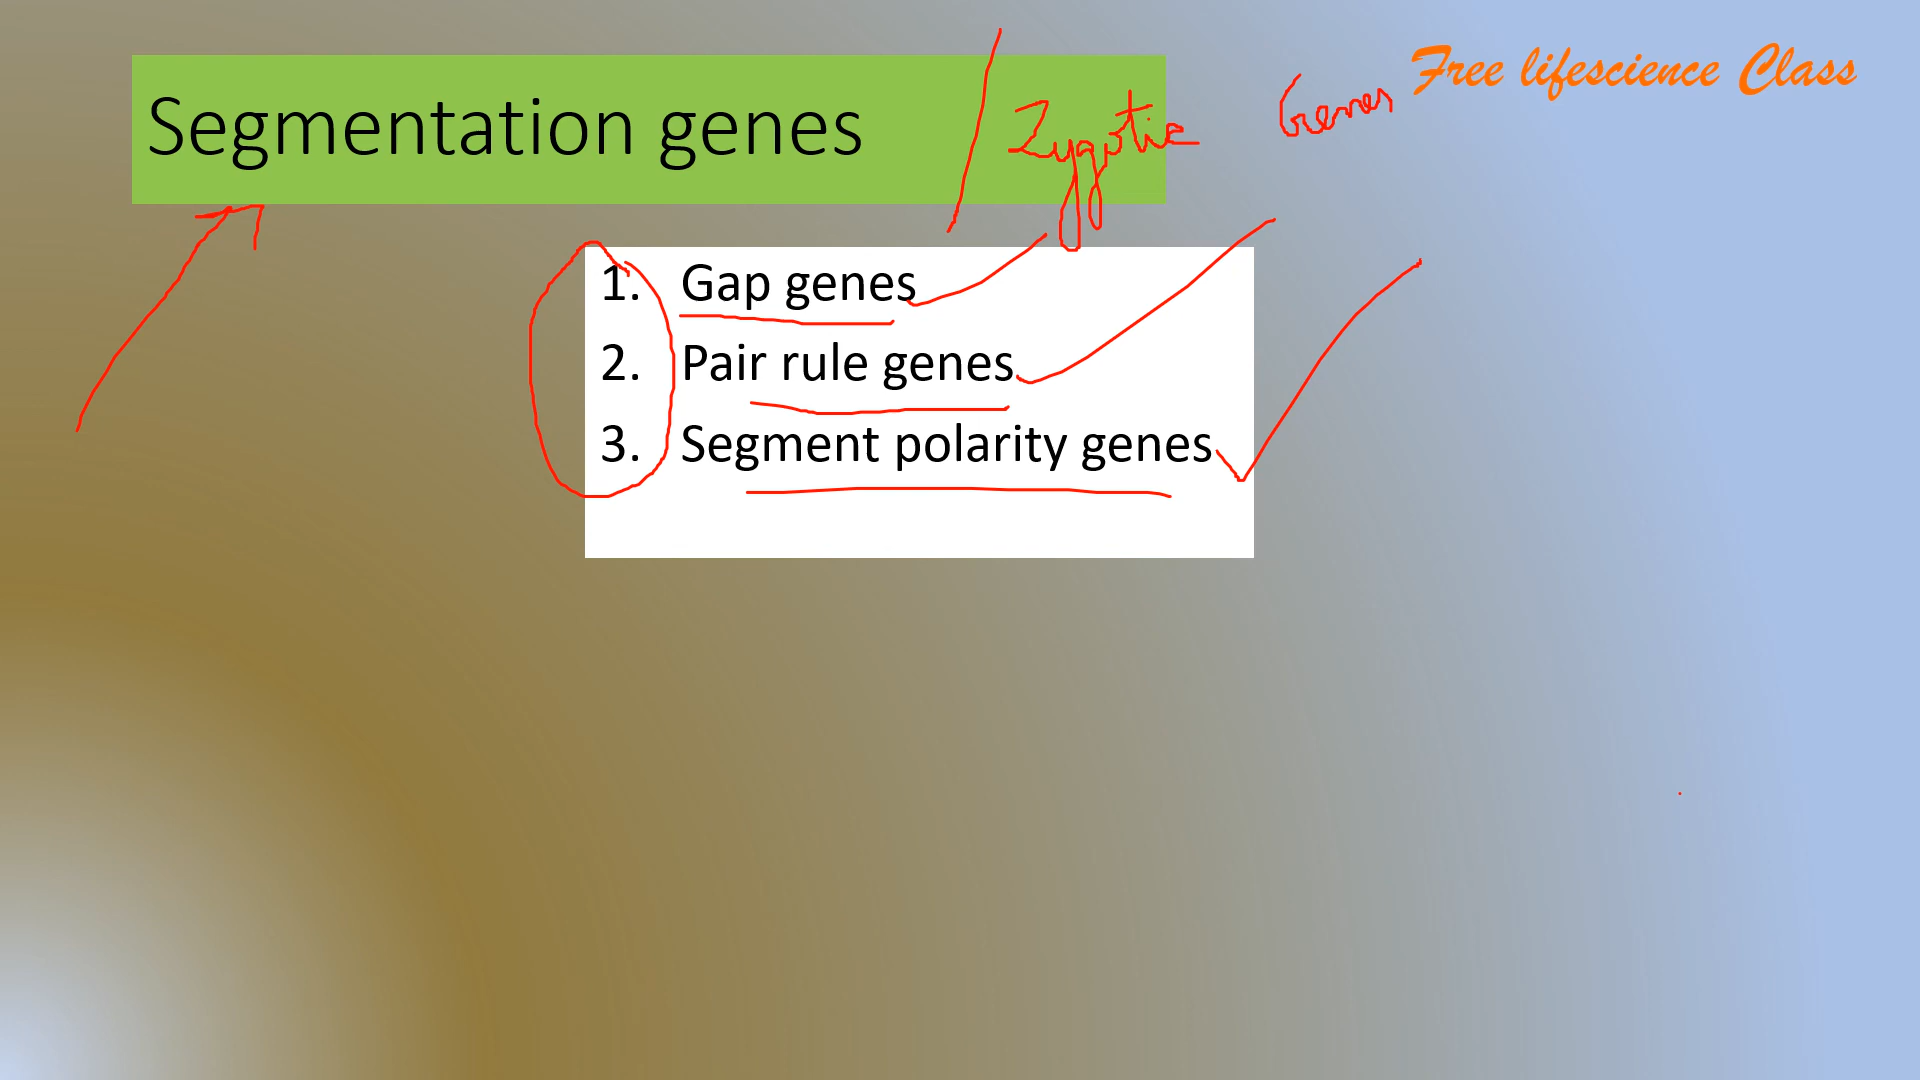 Free lifescience Class
Segmentation genes / Zygotic Genes
1. Gap genes
2. Pair rule genes
3. Segment polarity genes